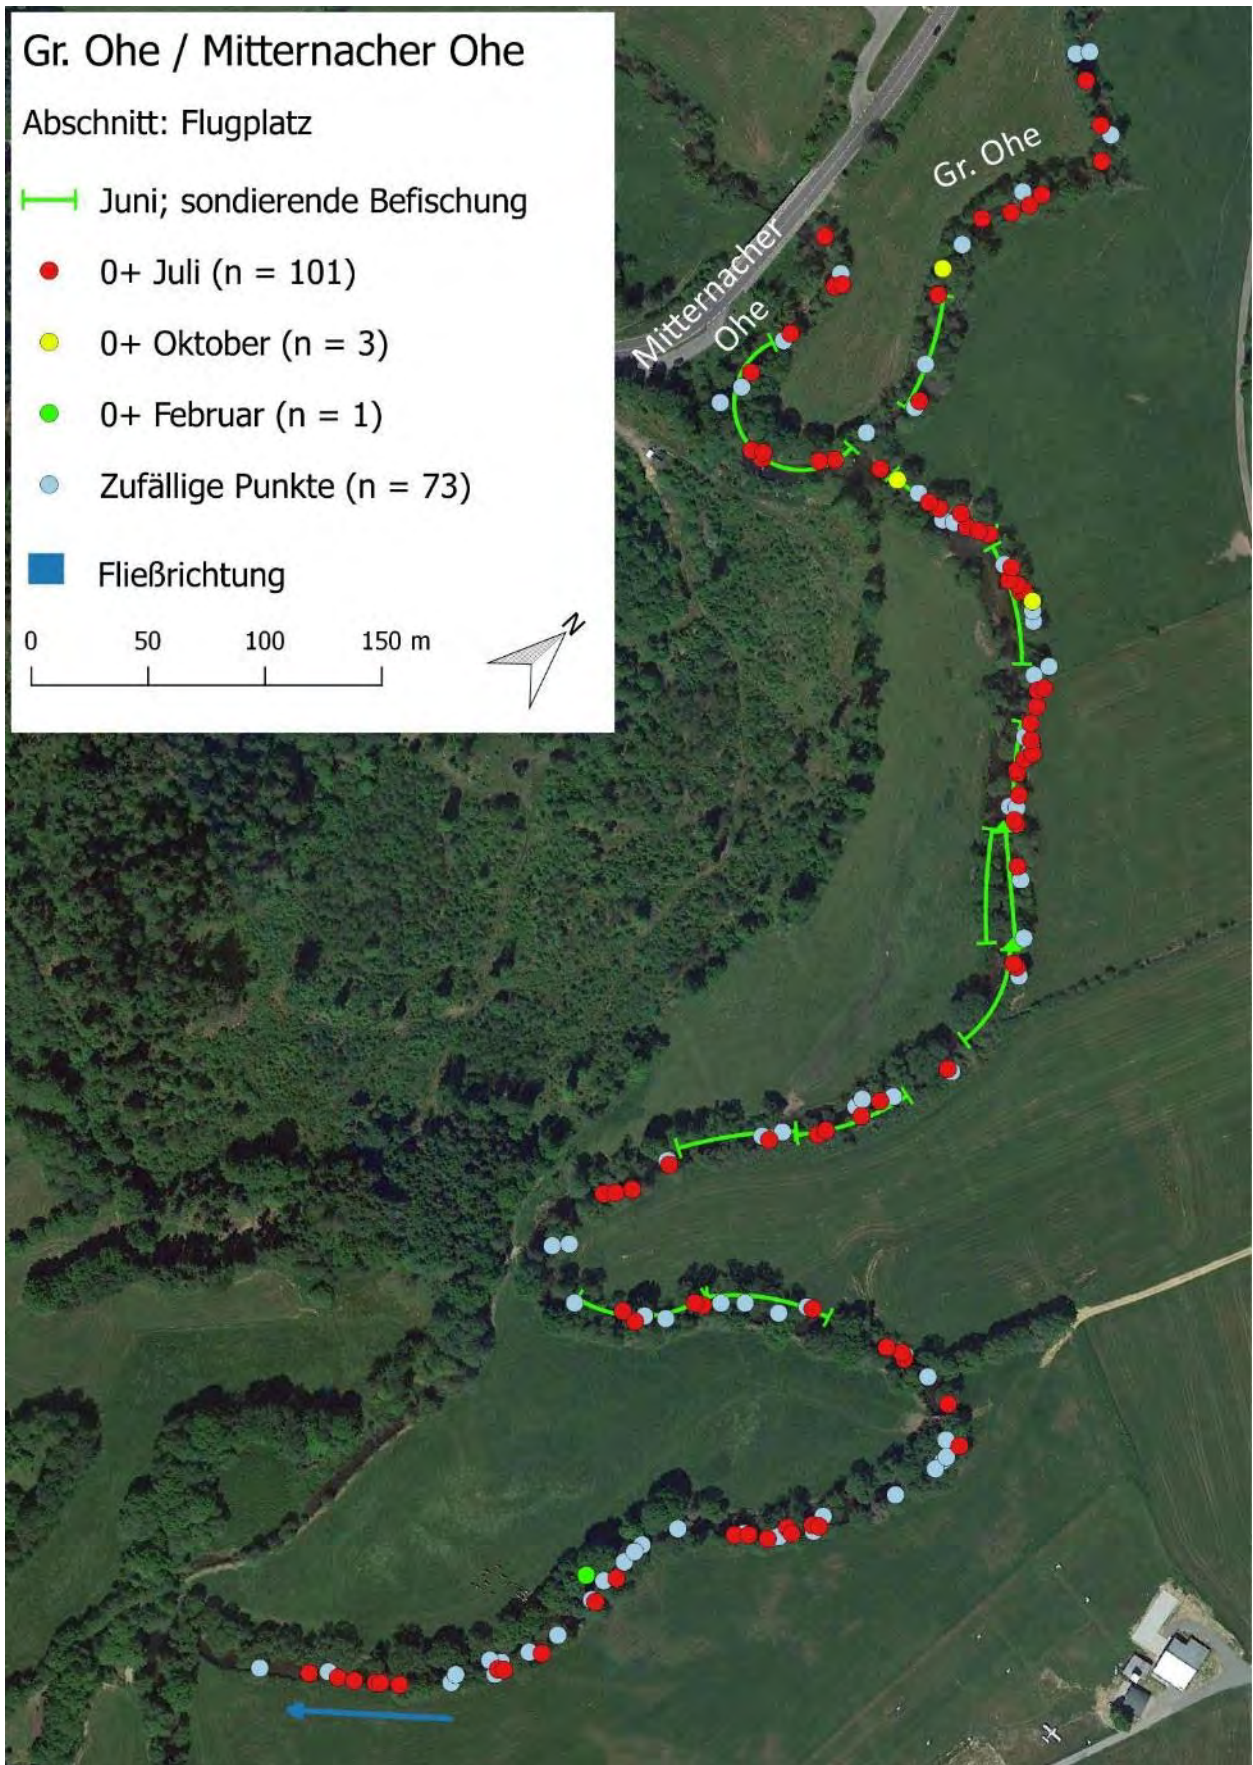 Gr. Ohe / Mitternacher Ohe
Abschnitt: Flugplatz
Juni; sondierende Befischung
0+ Juli (n = 101)
0+ Oktober (n = 3)
0+ Februar (n = 1)
Zufällige Punkte (n = 73)
Fließrichtung
0 50 100 150 m
N
Gr. Ohe
Mitternacher
Ohe